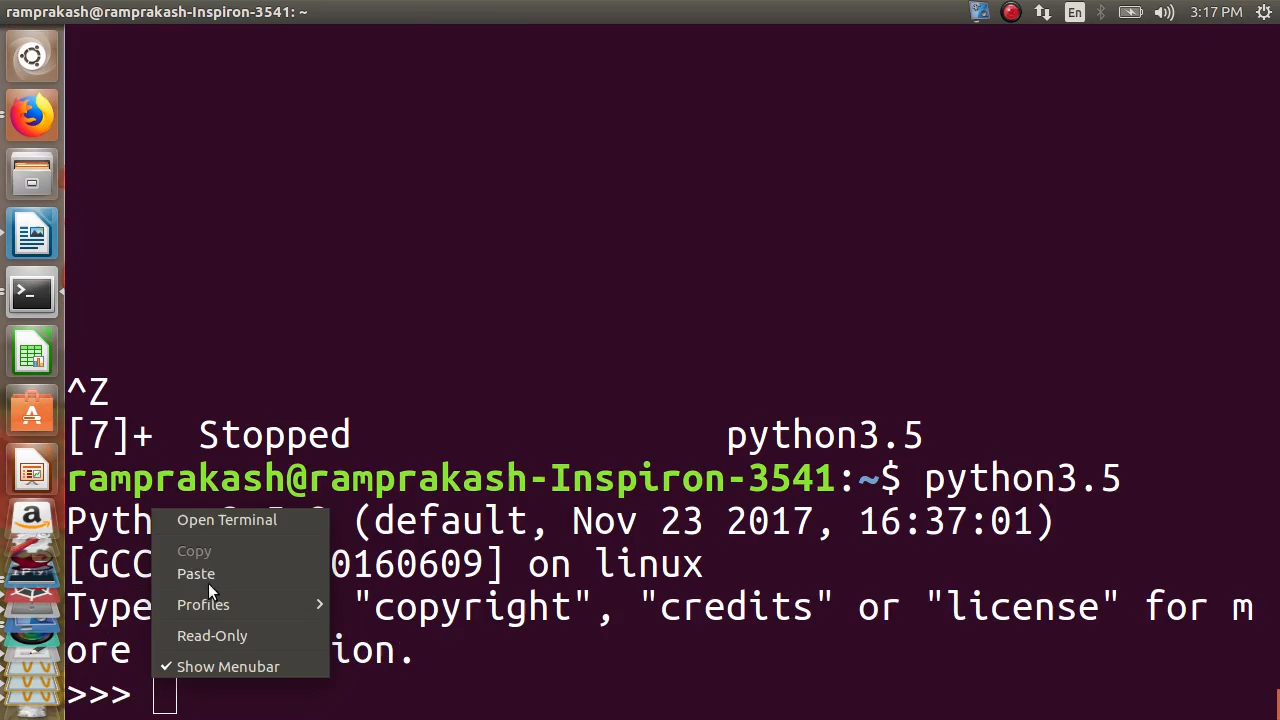 ramprakash@ramprakash-Inspiron-3541: ~
En
3:17 PM
^Z
[7]+  Stopped                 python3.5
ramprakash@ramprakash-Inspiron-3541:~$ python3.5
(default, Nov 23 2017, 16:37:01)
[GCC 0160609] on linux
Type "copyright", "credits" or "license" for m
ore ion.
>>>
Open Terminal
Copy
Paste
Profiles
Read-Only
Show Menubar